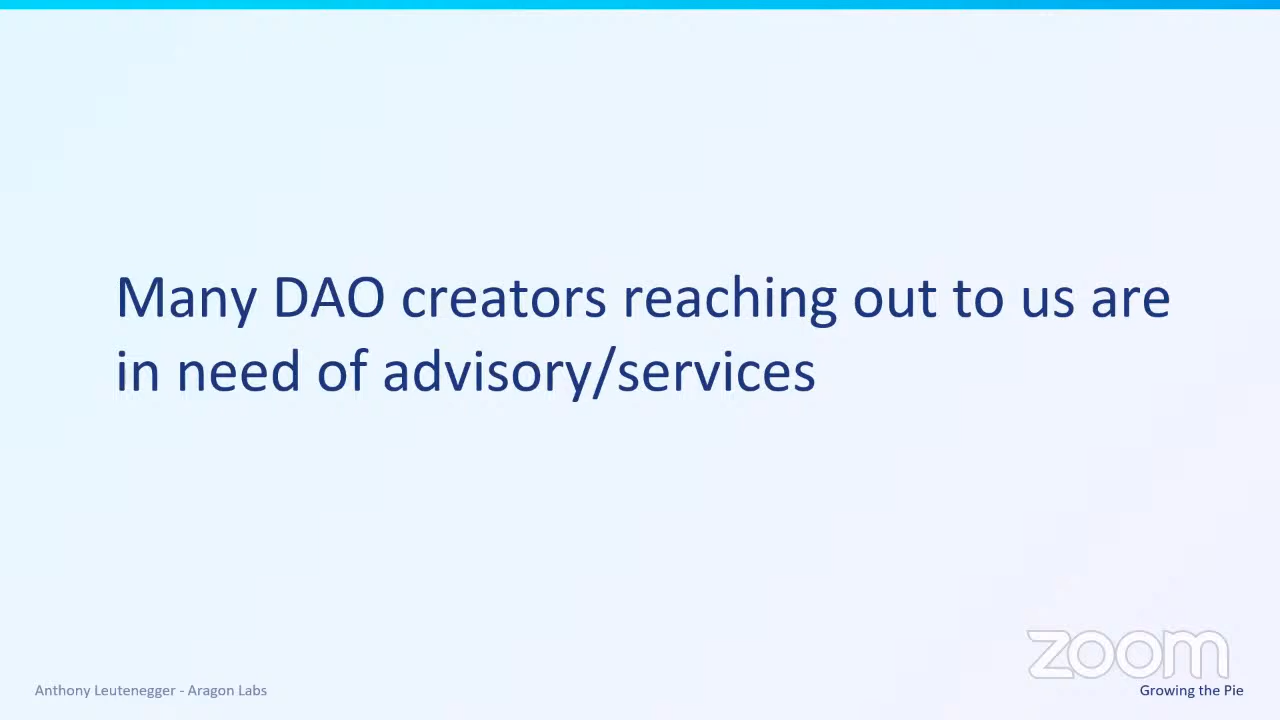 Many DAO creators reaching out to us are
in need of advisory/services
zoom
Anthony Leutenegger - Aragon Labs
Growing the Pie